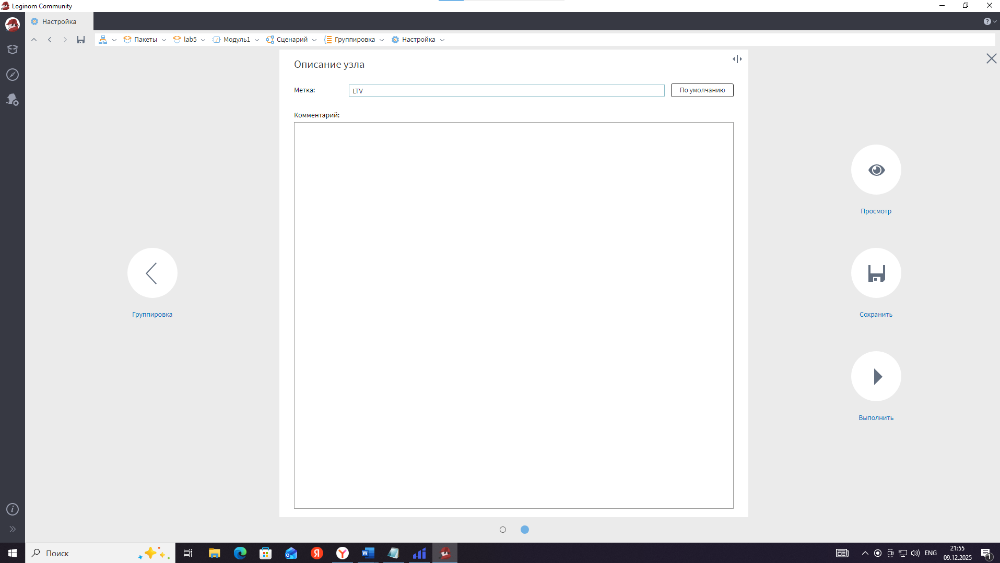 Loginom Community
Настройка
Пакеты lab5 Модуль1 Сценарий Группировка Настройка
Описание узла
Метка: LTV По умолчанию
Комментарий:
Просмотр
Группировка
Сохранить
Выполнить
Поиск
ENG
21:55
09.12.2025
1